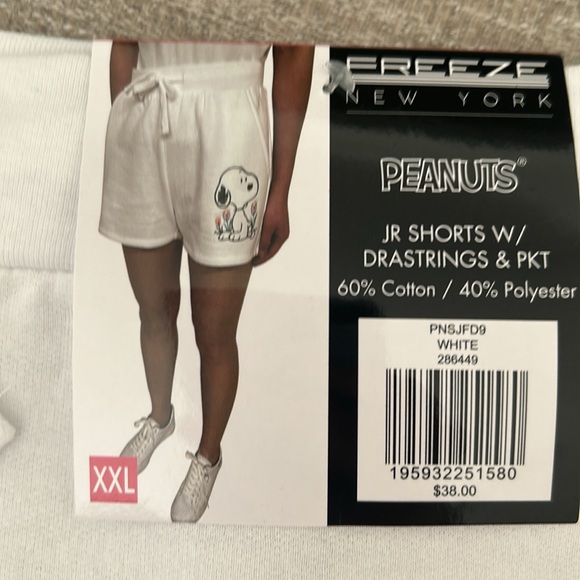 FREEZE
NEW YORK
PEANUTS®
JR SHORTS W/
DRASTRINGS & PKT
60% Cotton / 40% Polyester
PNSJFD9
WHITE
286449
195932251580
$38.00
XXL